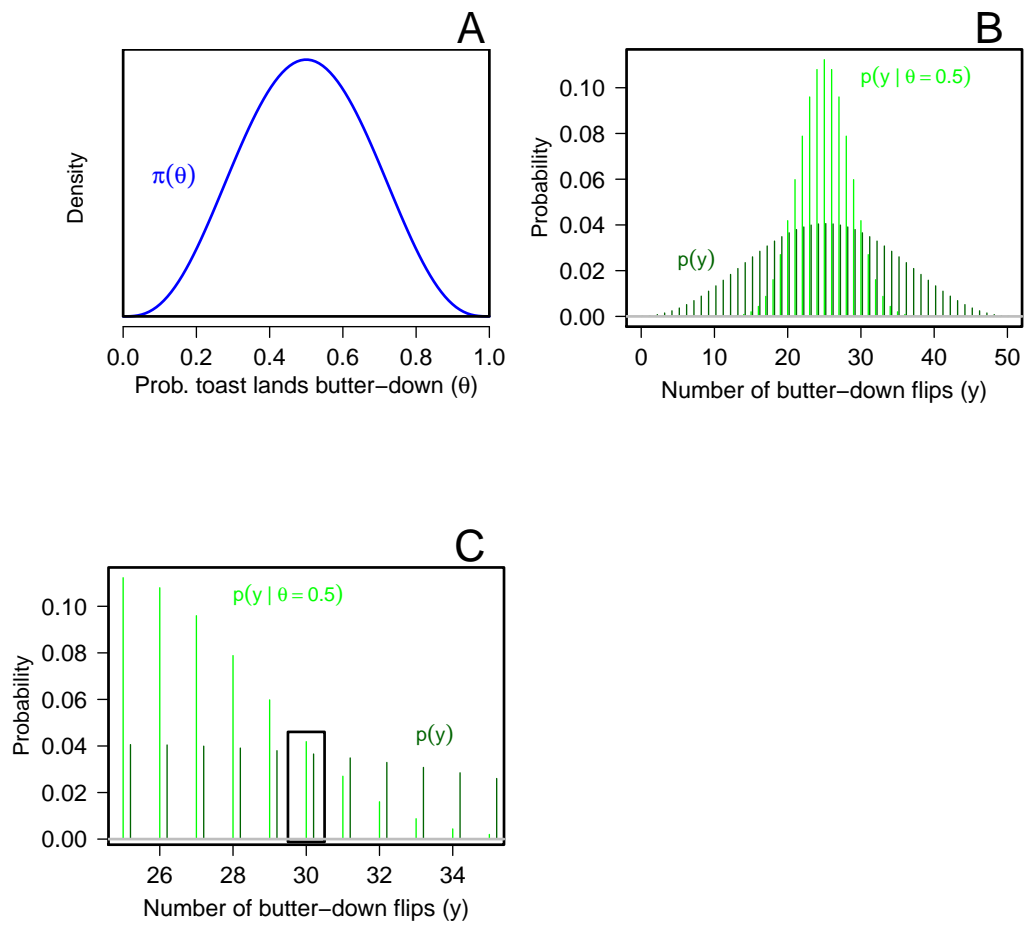 A
π(θ)
Density
0.0 0.2 0.4 0.6 0.8 1.0
Prob. toast lands butter−down (θ)
B
p(y | θ = 0.5)
p(y)
Probability
0.10
0.08
0.06
0.04
0.02
0.00
0 10 20 30 40 50
Number of butter−down flips (y)
C
p(y | θ = 0.5)
p(y)
Probability
0.10
0.08
0.06
0.04
0.02
0.00
26 28 30 32 34
Number of butter−down flips (y)